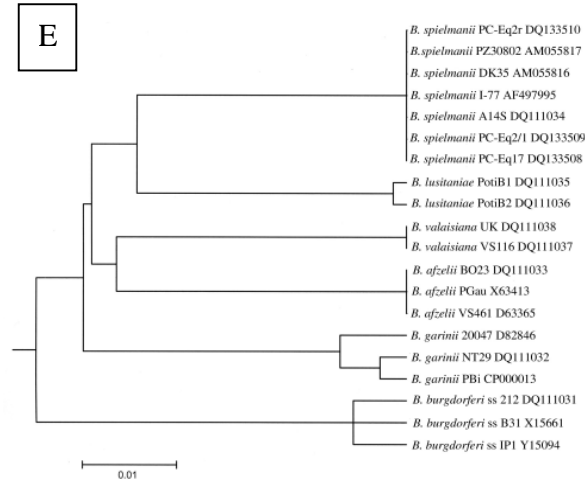 E
B. spielmanii PC-Eq2r DQ133510
B.spielmanii PZ30802 AM055817
B. spielmanii DK35 AM055816
B. spielmanii I-77 AF497995
B. spielmanii A14S DQ111034
B. spielmanii PC-Eq2/1 DQ133509
B. spielmanii PC-Eq17 DQ133508
B. lusitaniae PotiB1 DQ111035
B. lusitaniae PotiB2 DQ111036
B. valaisiana UK DQ111038
B. valaisiana VS116 DQ111037
B. afzelii BO23 DQ111033
B. afzelii PGau X63413
B. afzelii VS461 D63365
B. garinii 20047 D82846
B. garinii NT29 DQ111032
B. garinii PBi CP000013
B. burgdorferi ss 212 DQ111031
B. burgdorferi ss B31 X15661
B. burgdorferi ss IP1 Y15094
0.01